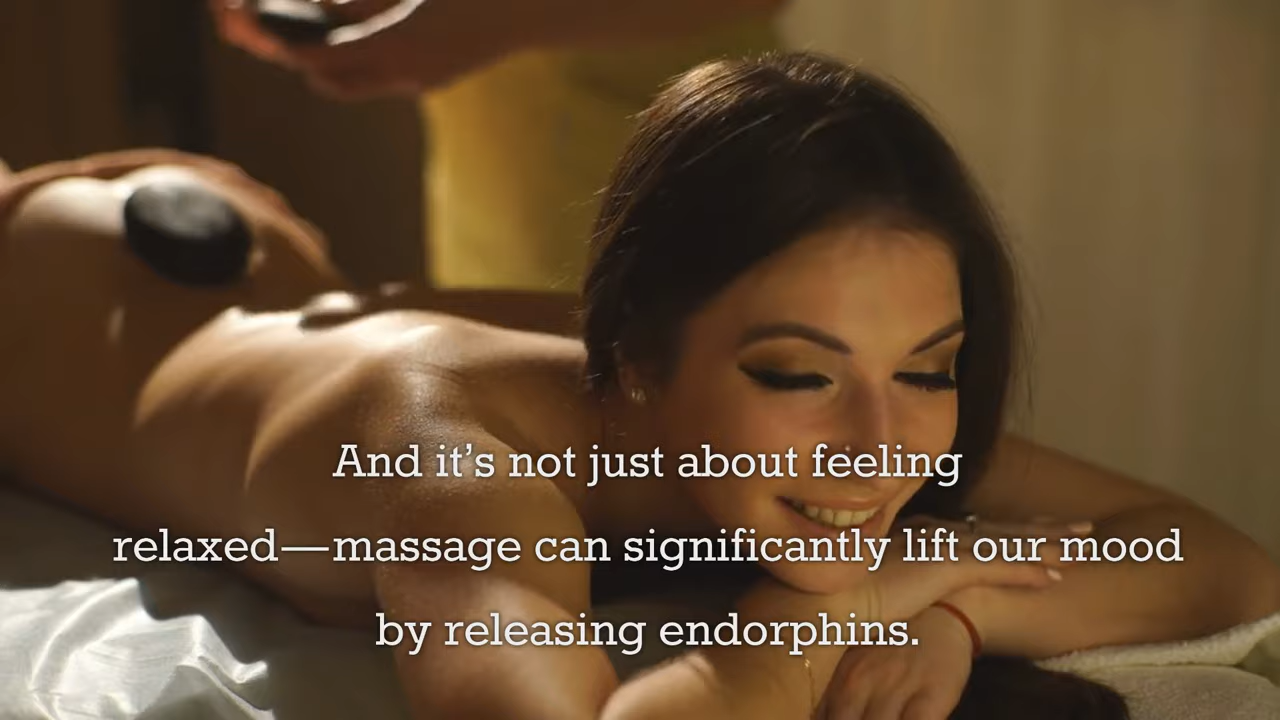 And it’s not just about feeling
relaxed—massage can significantly lift our mood
by releasing endorphins.